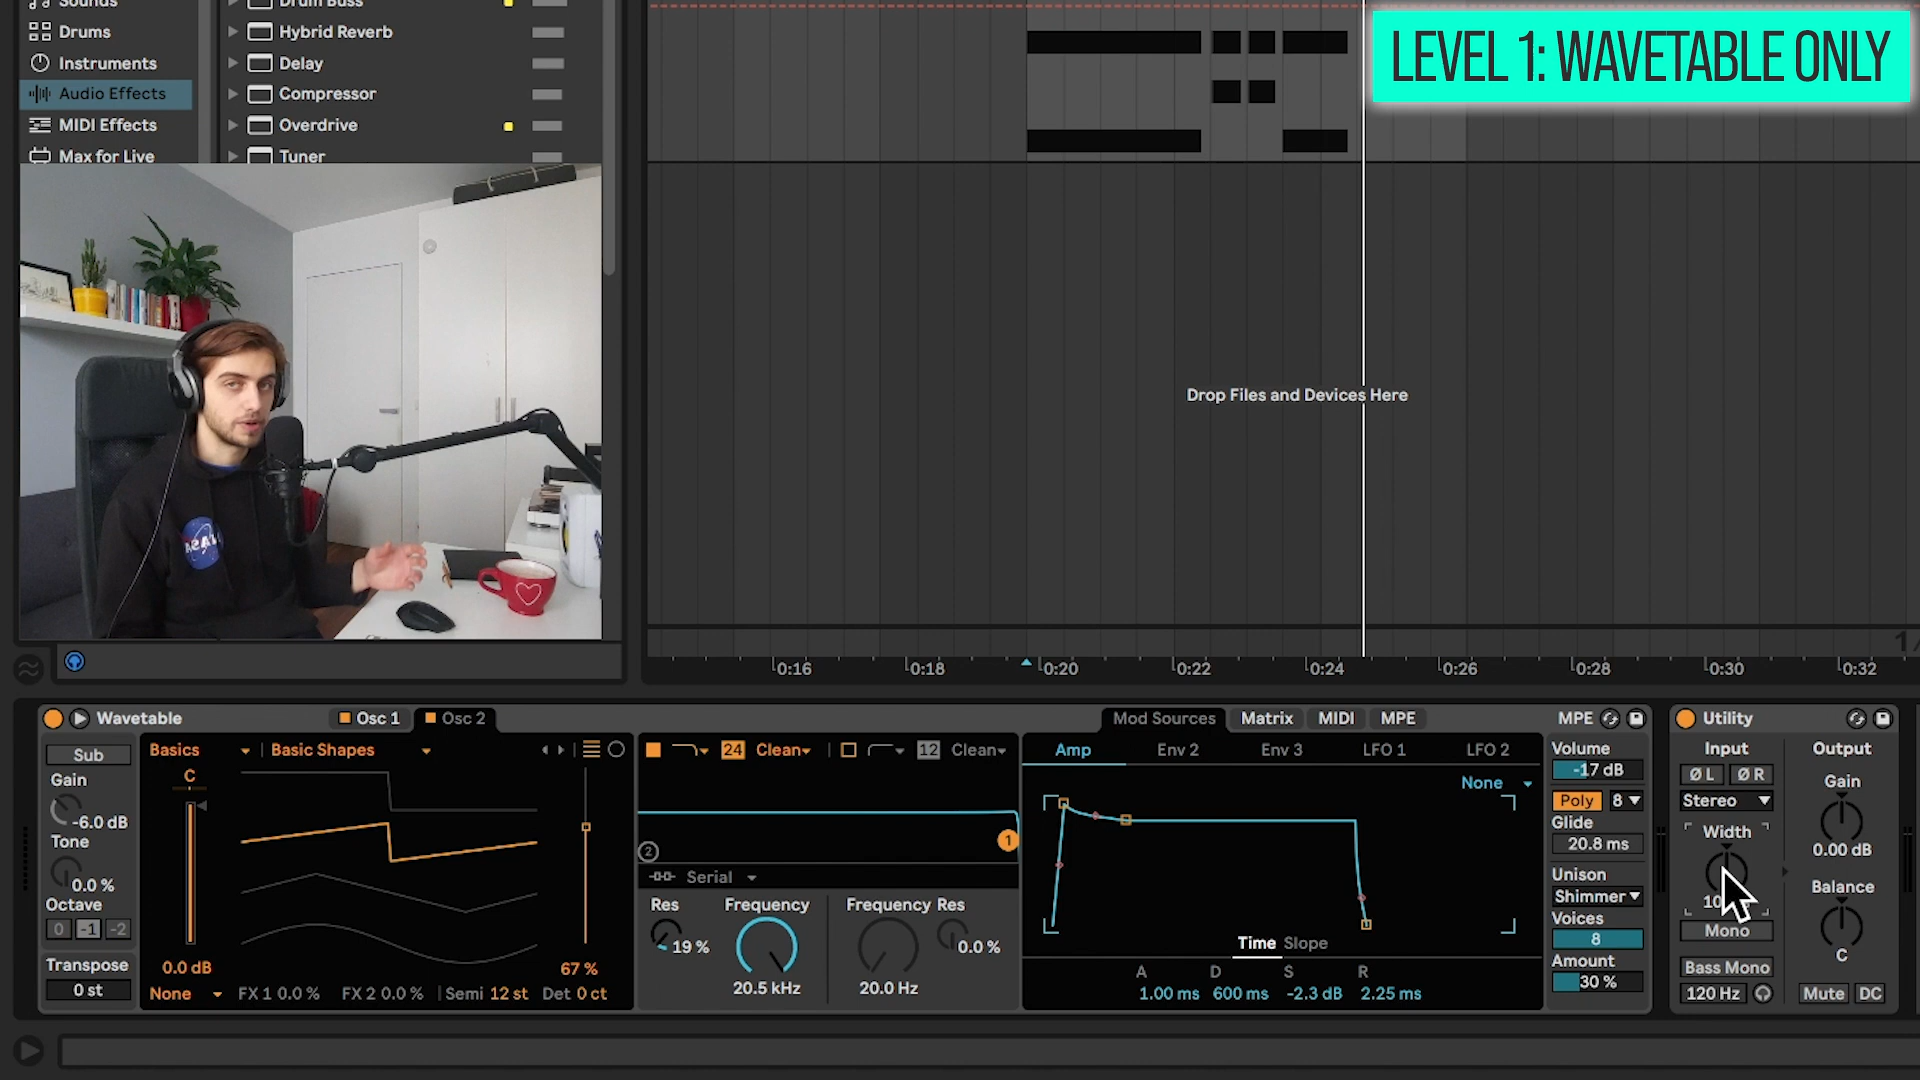 Sounds
Drum Buss
Drums
Hybrid Reverb
Instruments
Delay
Audio Effects
Compressor
MIDI Effects
Overdrive
Max for Live
Tuner
LEVEL 1: WAVETABLE ONLY
Drop Files and Devices Here
0:16 0:18 0:20 0:22 0:24 0:26 0:28 0:30 0:32
Wavetable Osc 1 Osc 2
Sub
Gain
-6.0 dB
Tone
0.0 %
Octave
0 -1 -2
Transpose
0 st
Basics Basic Shapes
C
0.0 dB 67 %
None FX 1 0.0 % FX 2 0.0 % Semi 12 st Det 0 ct
24 Clean 12 Clean
1
2
Serial
Res Frequency Frequency Res
19 % 0.0 %
20.5 kHz 20.0 Hz
Mod Sources Matrix MIDI MPE
Amp Env 2 Env 3 LFO 1 LFO 2
None
Time Slope
A D S R
1.00 ms 600 ms -2.3 dB 2.25 ms
MPE
Volume
-17 dB
Poly 8
Glide
20.8 ms
Unison
Shimmer
Voices
8
Amount
30 %
Utility
Input
Ø L Ø R
Stereo
Width
Mono
Bass Mono
120 Hz
Output
Gain
0.00 dB
Balance
C
Mute DC